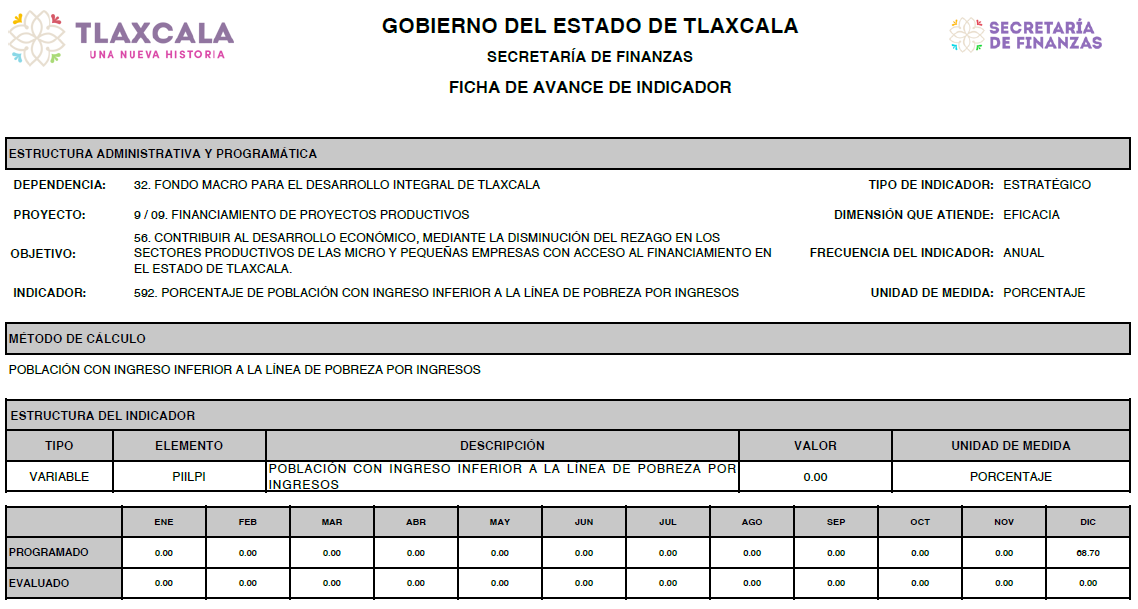 TLAXCALA
UNA NUEVA HISTORIA
GOBIERNO DEL ESTADO DE TLAXCALA
SECRETARÍA DE FINANZAS
FICHA DE AVANCE DE INDICADOR
SECRETARÍA
DE FINANZAS
ESTRUCTURA ADMINISTRATIVA Y PROGRAMÁTICA
DEPENDENCIA: 32. FONDO MACRO PARA EL DESARROLLO INTEGRAL DE TLAXCALA TIPO DE INDICADOR: ESTRATÉGICO
PROYECTO: 9 / 09. FINANCIAMIENTO DE PROYECTOS PRODUCTIVOS DIMENSIÓN QUE ATIENDE: EFICACIA
OBJETIVO: 56. CONTRIBUIR AL DESARROLLO ECONÓMICO, MEDIANTE LA DISMINUCIÓN DEL REZAGO EN LOS
SECTORES PRODUCTIVOS DE LAS MICRO Y PEQUEÑAS EMPRESAS CON ACCESO AL FINANCIAMIENTO EN
EL ESTADO DE TLAXCALA.
FRECUENCIA DEL INDICADOR: ANUAL
INDICADOR: 592. PORCENTAJE DE POBLACIÓN CON INGRESO INFERIOR A LA LÍNEA DE POBREZA POR INGRESOS UNIDAD DE MEDIDA: PORCENTAJE
MÉTODO DE CÁLCULO
POBLACIÓN CON INGRESO INFERIOR A LA LÍNEA DE POBREZA POR INGRESOS
ESTRUCTURA DEL INDICADOR
TIPO ELEMENTO DESCRIPCIÓN VALOR UNIDAD DE MEDIDA
VARIABLE PIILPI POBLACIÓN CON INGRESO INFERIOR A LA LÍNEA DE POBREZA POR
INGRESOS
0.00 PORCENTAJE
ENE FEB MAR ABR MAY JUN JUL AGO SEP OCT NOV DIC
PROGRAMADO 0.00 0.00 0.00 0.00 0.00 0.00 0.00 0.00 0.00 0.00 0.00 68.70
EVALUADO 0.00 0.00 0.00 0.00 0.00 0.00 0.00 0.00 0.00 0.00 0.00 0.00